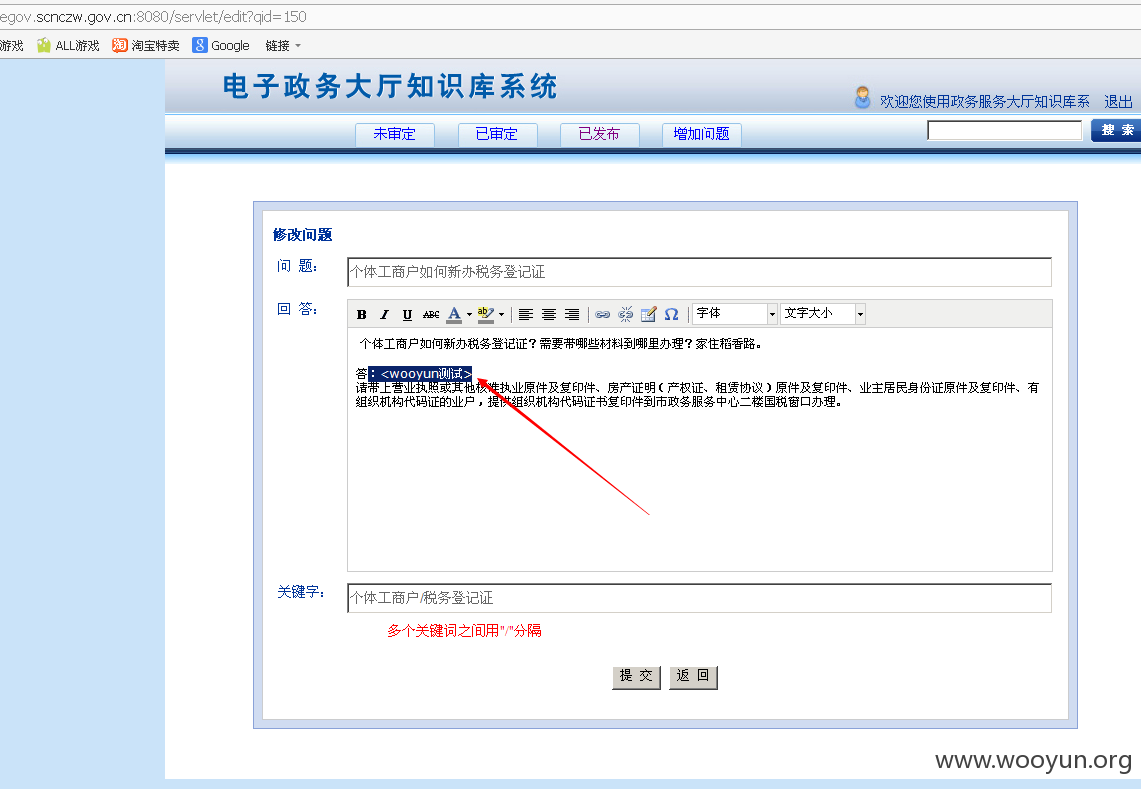 egov.scnczw.gov.cn:8080/servlet/edit?qid=150
游戏 ALL游戏 淘 淘宝特卖 8 Google 链接
电子政务大厅知识库系统
欢迎您使用政务服务大厅知识库系 退出
未审定 已审定 已发布 增加问题 搜 索
修改问题
问 题： 个体工商户如何新办税务登记证
回 答：
B I U ABC A ab Ω 字体 文字大小
个体工商户如何新办税务登记证？需要带哪些材料到哪里办理？家住稻香路。
答：<wooyun测试>
请带上营业执照或其他核准执业原件及复印件、房产证明（产权证、租赁协议）原件及复印件、业主居民身份证原件及复印件、有
组织机构代码证的业户，提供组织机构代码证书复印件到市政务服务中心二楼国税窗口办理。
关键字： 个体工商户/税务登记证
多个关键词之间用"/"分隔
提 交 返 回
www.wooyun.org